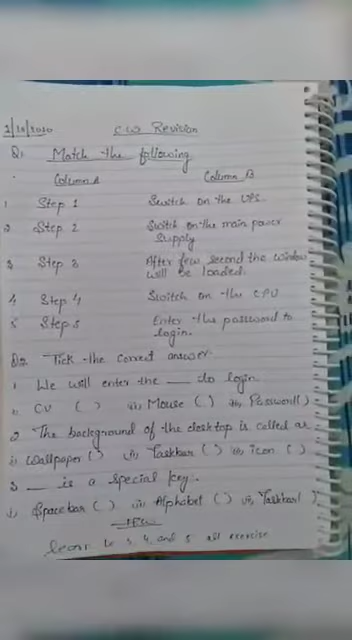 1/10/2020 C.W Revision
Q1 Match the following
Column A Column B
1 Step 1 Switch on the UPS.
2 Step 2 Switch on the main power supply
3 Step 3 After few second the window will be loaded.
4 Step 4 Switch on the CPU
5 Step 5 Enter the password to login.
Q2. Tick the correct answer.
1 We will enter the ___ do login.
i) CU ( ) ii) Mouse ( ) iii) Password( )
2 The background of the desktop is called as
i) Wallpaper ( ) ii) Taskbar ( ) iii) icon ( )
3 ___ is a special key.
i) Spacebar ( ) ii) Alphabet ( ) iii) Taskbar( )
H.W
learn 3, 4, and 5 all exercise